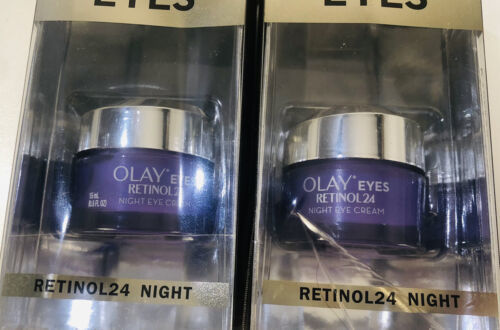 EYES
OLAY® EYES
RETINOL24
NIGHT EYE CREAM
15 mL
(0.5 FL OZ)
RETINOL24 NIGHT
EYES
OLAY® EYES
RETINOL24
NIGHT EYE CREAM
RETINOL24 NIGHT